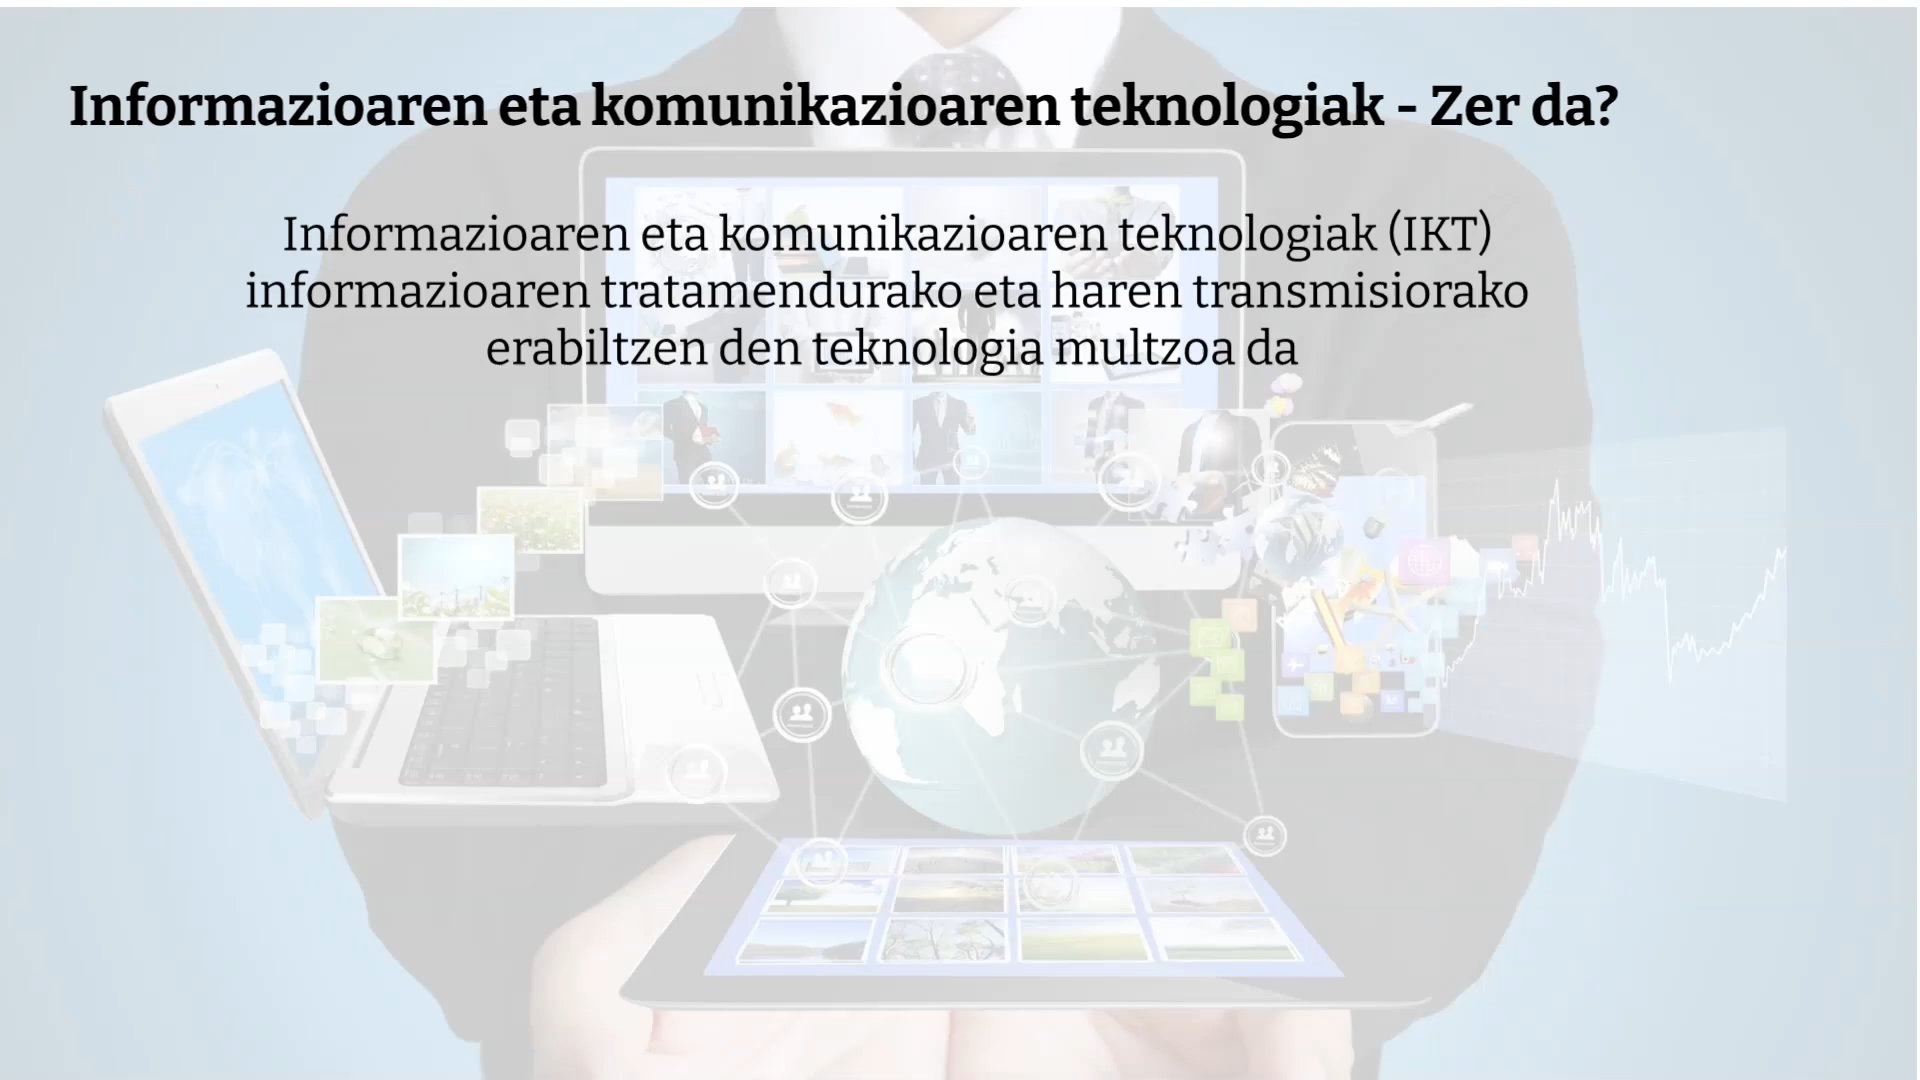 Informazioaren eta komunikazioaren teknologiak - Zer da?
Informazioaren eta komunikazioaren teknologiak (IKT)
informazioaren tratamendurako eta haren transmisiorako
erabiltzen den teknologia multzoa da